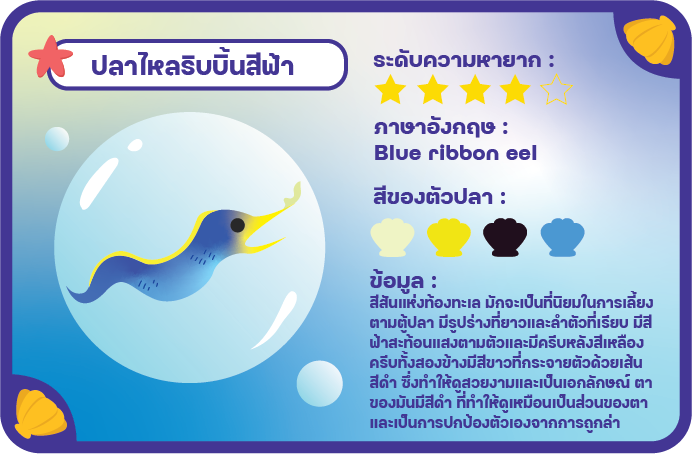 ปลาไหลริบบิ้นสีฟ้า
ระดับความหายาก :
ภาษาอังกฤษ :
Blue ribbon eel
สีของตัวปลา :
ข้อมูล :
สีสันแห่งท้องทะเล มักจะเป็นที่นิยมในการเลี้ยง
ตามตู้ปลา มีรูปร่างที่ยาวและลำตัวที่เรียบ มีสี
ฟ้าสะท้อนแสงตามตัวและมีครีบหลังสีเหลือง
ครีบทั้งสองข้างมีสีขาวที่กระจายตัวด้วยเส้น
สีดำ ซึ่งทำให้ดูสวยงามและเป็นเอกลักษณ์ ตา
ของมันมีสีดำ ที่ทำให้ดูเหมือนเป็นส่วนของตา
และเป็นการปกป้องตัวเองจากการถูกล่า